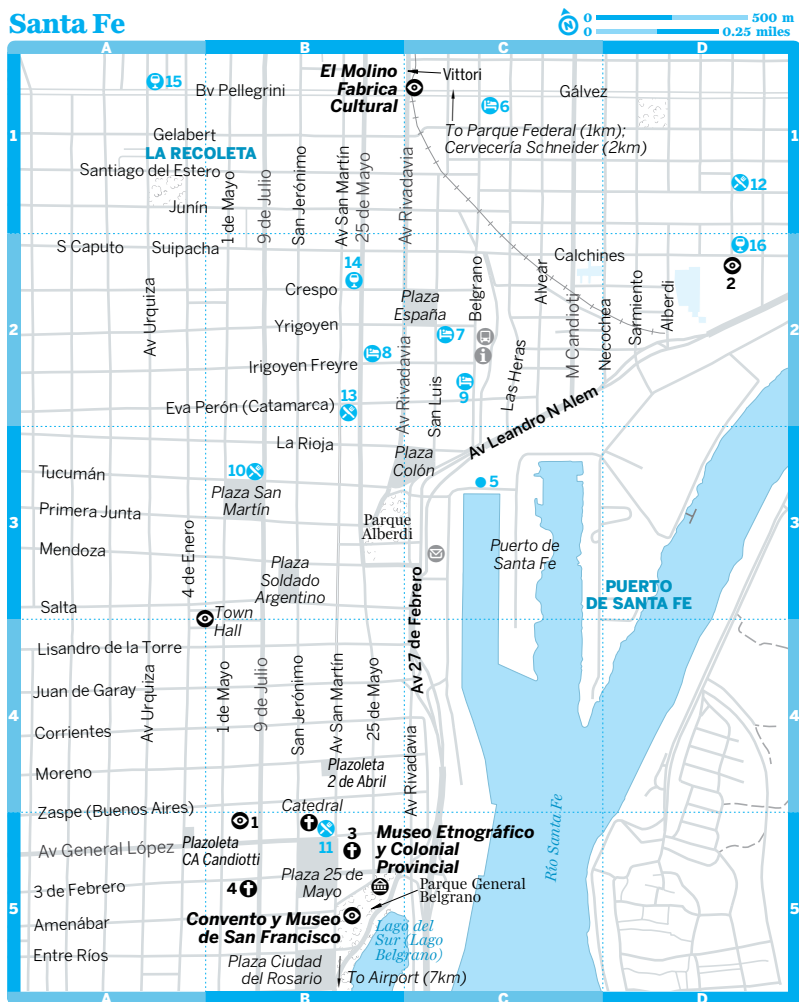 Santa Fe
0 500 m
0 0.25 miles
N
A B C D
15
Bv Pellegrini
El Molino
Fabrica
Cultural
Vittori
6
Gálvez
To Parque Federal (1km);
Cervecería Schneider (2km)
1
1
Gelabert
LA RECOLETA
Santiago del Estero
Junín
1 de Mayo
9 de Julio
San Jerónimo
Av San Martín
25 de Mayo
Av Rivadavia
12
S Caputo
Suipacha
16
2
Calchines
14
Crespo
Plaza
España
Belgrano
Alvear
M Candioti
Necochea
Sarmiento
Alberdi
Av Urquiza
2
2
Yrigoyen
7
8
Irigoyen Freyre
Av Rivadavia
San Luis
9
Las Heras
13
Eva Perón (Catamarca)
Av Leandro N Alem
La Rioja
Plaza
Colón
Tucumán
10
5
Plaza San
Martín
Primera Junta
3
3
Parque
Alberdi
Mendoza
4 de Enero
Puerto de
Santa Fe
Plaza
Soldado
Argentino
Av 27 de Febrero
PUERTO
DE SANTA FE
Salta
Town
Hall
Lisandro de la Torre
Juan de Garay
Av Urquiza
1 de Mayo
9 de Julio
San Jerónimo
Av San Martín
25 de Mayo
4
4
Corrientes
Av Rivadavia
Moreno
Plazoleta
2 de Abril
Zaspe (Buenos Aires)
Catedral
1
11
3
Museo Etnográfico
y Colonial
Provincial
Río Santa Fe
Av General López
Plazoleta
CA Candiotti
Plaza 25 de
Mayo
3 de Febrero
4
Parque General
Belgrano
5
5
Amenábar
Convento y Museo
de San Francisco
Lago del
Sur (Lago
Belgrano)
Entre Ríos
Plaza Ciudad
del Rosario
To Airport (7km)
A B C D